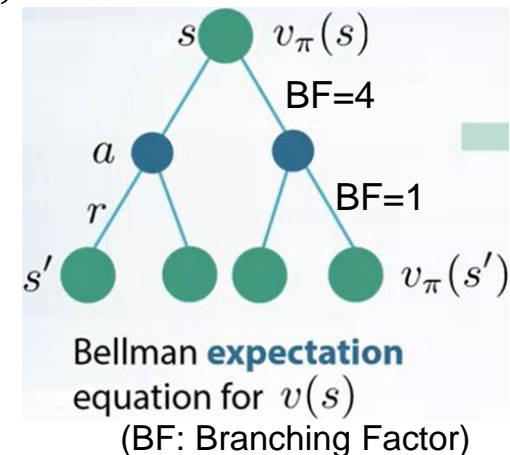 s vπ(s)
BF=4
a
r BF=1
s′ vπ(s′)
Bellman expectation
equation for v(s)
(BF: Branching Factor)